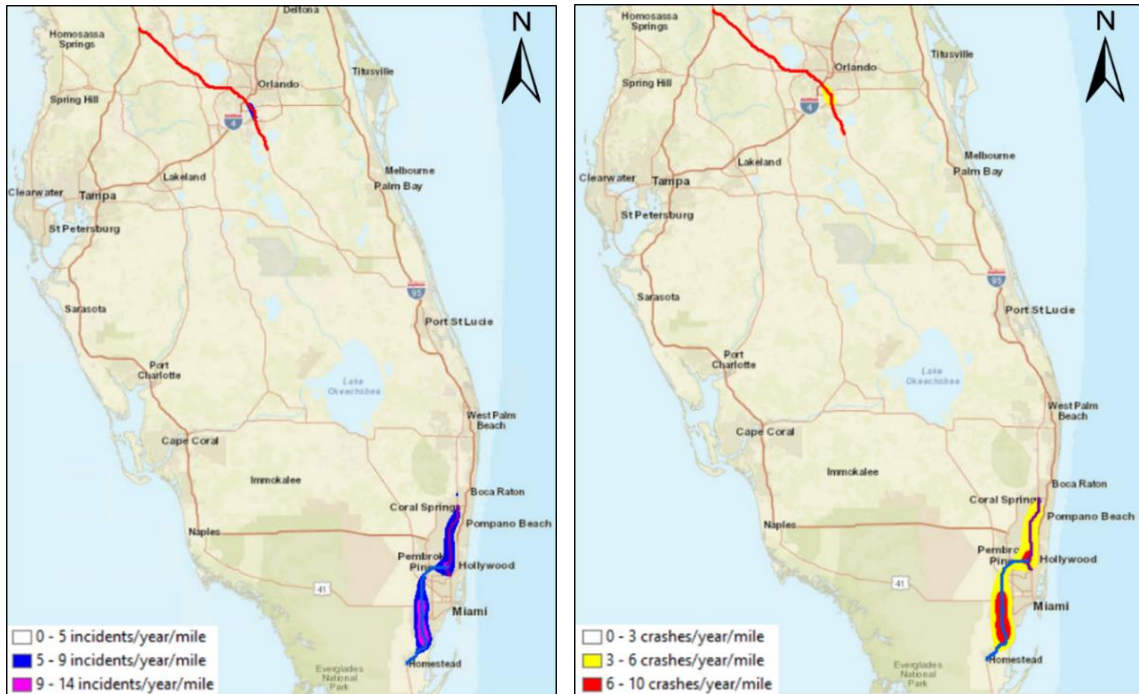 Deltona
N
Homosassa
Springs
Orlando
Titusville
Spring Hill
4
Melbourne
Lakeland
Palm Bay
Clearwater
Tampa
St Petersburg
95
Sarasota
Port St Lucie
Port
Charlotte
Lake
Okeechobee
West Palm
Beach
Cape Coral
Immokalee
Boca Raton
Coral Springs
Naples
Pompano Beach
Pembroke
Pines
Hollywood
41
Miami
Homestead
Everglades
National
Park
0 - 5 incidents/year/mile
5 - 9 incidents/year/mile
9 - 14 incidents/year/mile
Deltona
N
Homosassa
Springs
Orlando
Titusville
Spring Hill
4
Melbourne
Lakeland
Palm Bay
Clearwater
Tampa
St Petersburg
95
Sarasota
Port St Lucie
Port
Charlotte
Lake
Okeechobee
West Palm
Beach
Cape Coral
Immokalee
Boca Raton
Coral Springs
Pompano Beach
Naples
Pembroke
Pines
Hollywood
41
Miami
Homestead
Everglades
National
Park
0 - 3 crashes/year/mile
3 - 6 crashes/year/mile
6 - 10 crashes/year/mile